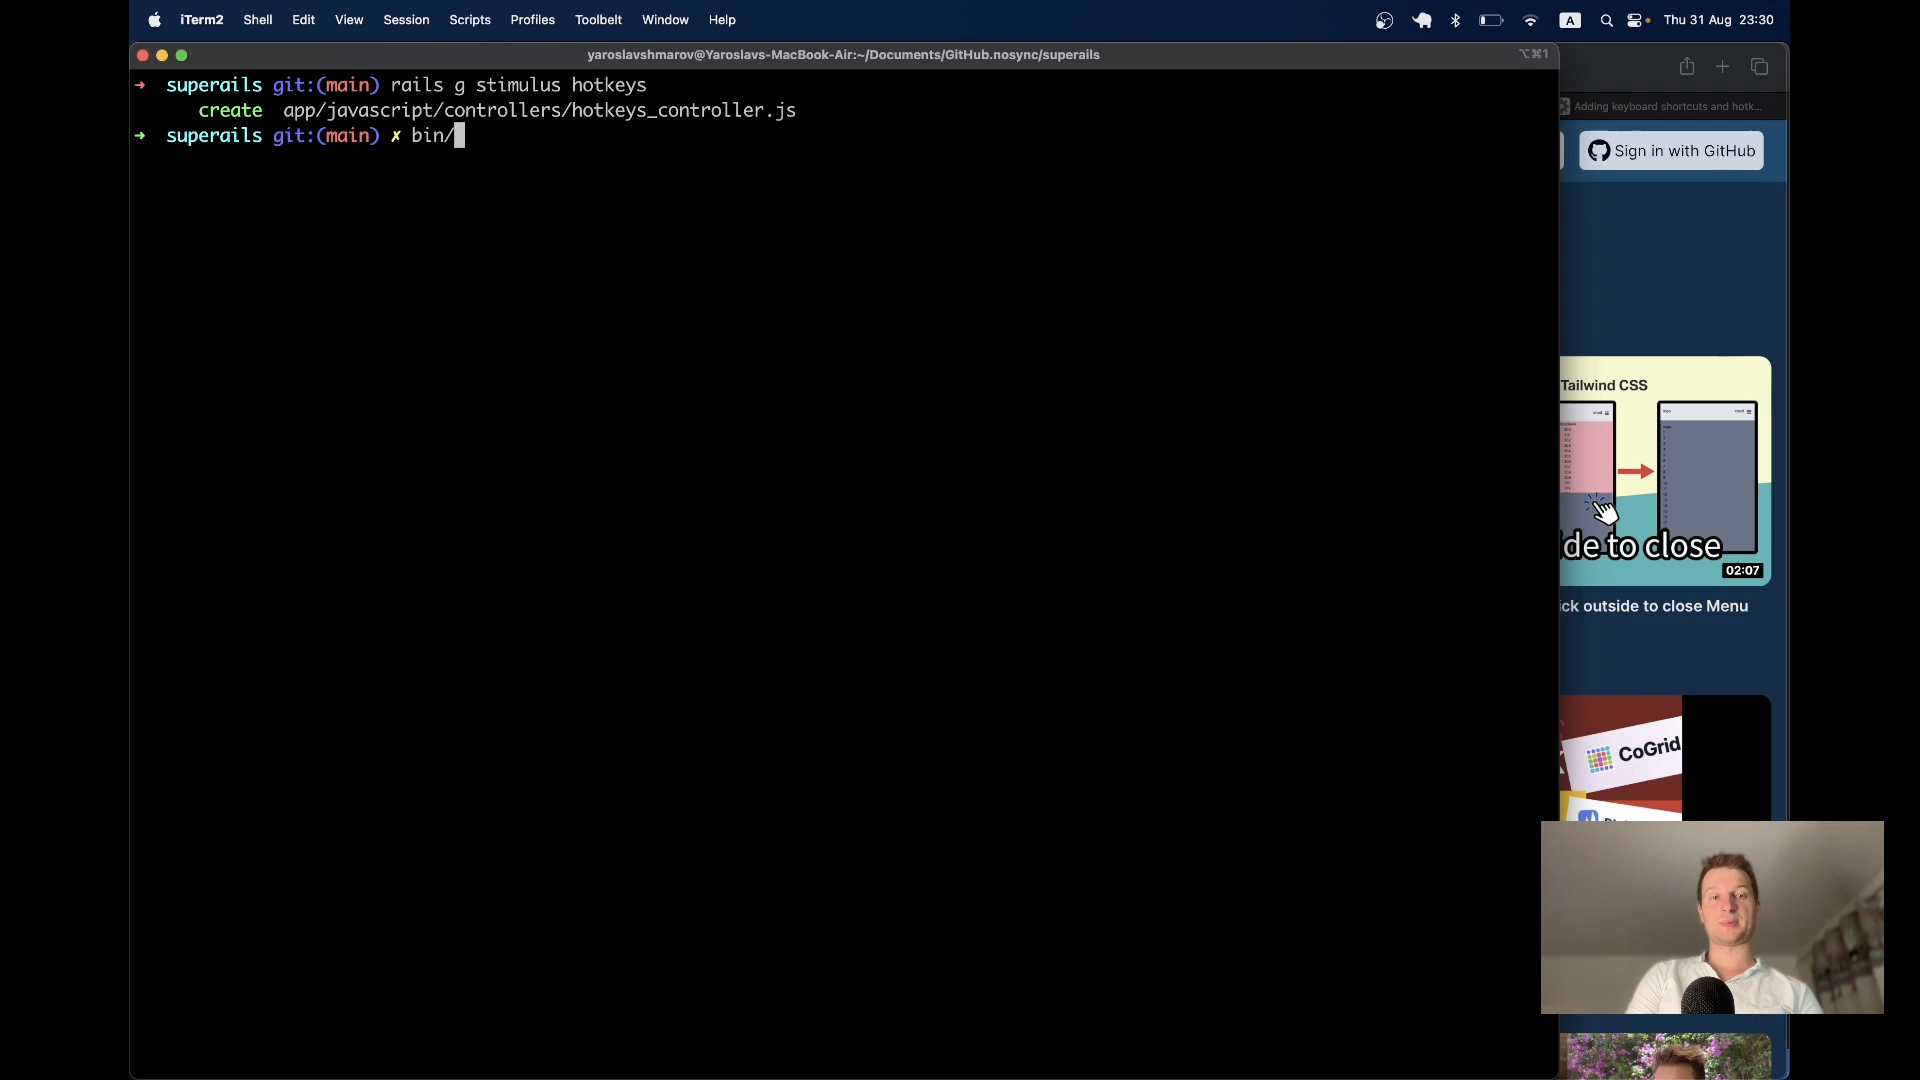 iTerm2 Shell Edit View Session Scripts Profiles Toolbelt Window Help A Thu 31 Aug 23:30
yaroslavshmarov@Yaroslavs-MacBook-Air:~/Documents/GitHub.nosync/superails ⌥⌘1
➜ superails git:(main) rails g stimulus hotkeys
create app/javascript/controllers/hotkeys_controller.js
➜ superails git:(main) ✗ bin/
Adding keyboard shortcuts and hotk...
Sign in with GitHub
Tailwind CSS
de to close
02:07
ck outside to close Menu
CoGrid